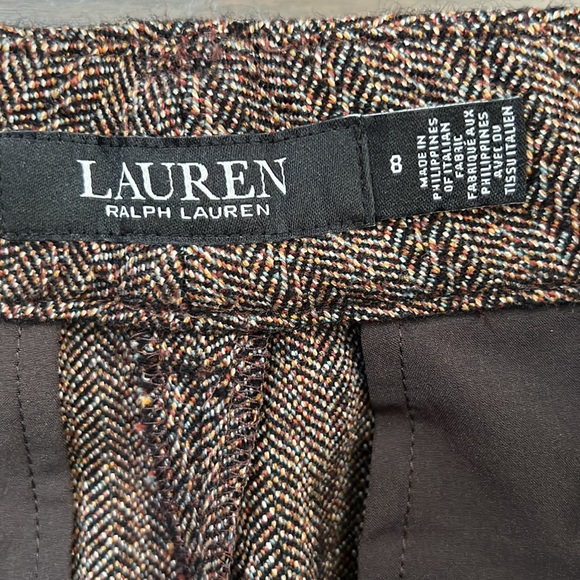 LAUREN
RALPH LAUREN
8
MADE IN
PHILIPPINES
OF ITALIAN
FABRIC
FABRIQUÉ AUX
PHILIPPINES
AVEC DU
TISSU ITALIEN